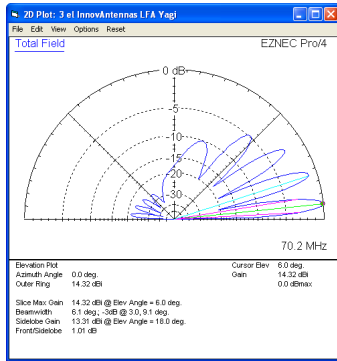 2D Plot: 3 el InnovAntennas LFA Yagi
File Edit View Options Reset
Total Field
EZNEC Pro/4
0 dB
-5
-10
-15
-20
-30
70.2 MHz
Elevation Plot
Cursor Elev 6.0 deg.
Azimuth Angle 0.0 deg.
Gain 14.32 dBi
Outer Ring 14.32 dBi
0.0 dBmax
Slice Max Gain 14.32 dBi @ Elev Angle = 6.0 deg.
Beamwidth 6.1 deg.; -3dB @ 3.0, 9.1 deg.
Sidelobe Gain 13.31 dBi @ Elev Angle = 18.0 deg.
Front/Sidelobe 1.01 dB